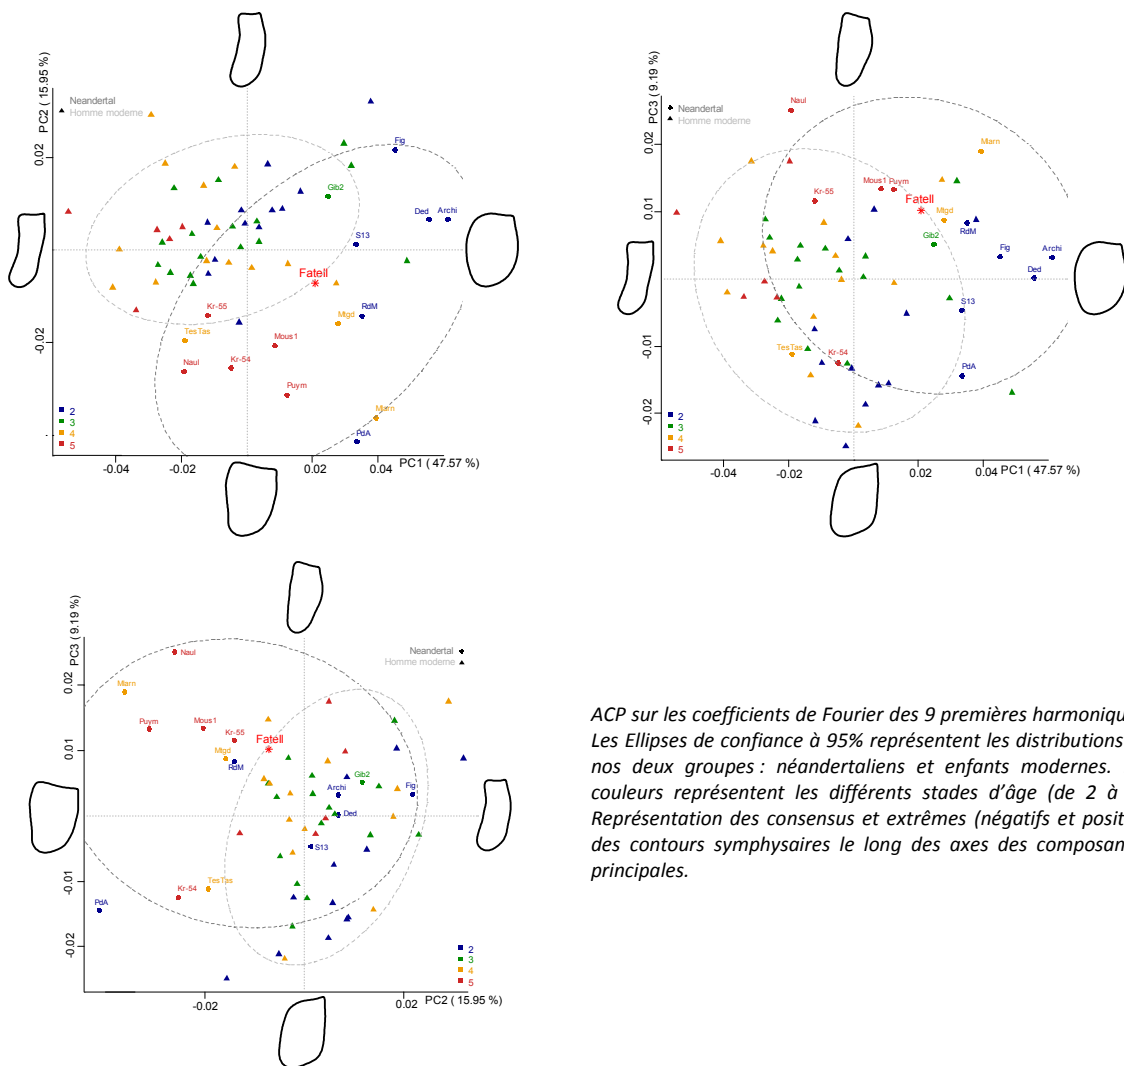 PC2 ( 15.95 %)
Neandertal
Homme moderne
0.02
-0.02
Fig
Gib2
Ded
Archi
S13
Fatell
Kr-55
Mtgd
RdM
TesTas
Mous1
Naul
Kr-54
Puym
Marn
PdA
2
3
4
5
-0.04
-0.02
0.02
0.04
PC1 ( 47.57 %)
PC3 ( 9.19 %)
Neandertal
Homme moderne
0.02
0.01
-0.01
-0.02
Naul
Marn
Mous1
Puym
Kr-55
Fatell
Mtgd
RdM
Gib2
Fig
Archi
Ded
S13
TesTas
Kr-54
PdA
2
3
4
5
-0.04
-0.02
0.02
0.04
PC1 ( 47.57 %)
PC3 ( 9.19 %)
Neandertal
Homme moderne
0.02
0.01
-0.01
-0.02
Naul
Marn
Puym
Mous1
Kr-55
Fatell
Mtgd
RdM
Gib2
Archi
Fig
Ded
S13
TesTas
Kr-54
PdA
2
3
4
5
-0.02
0.02
PC2 ( 15.95 %)
ACP sur les coefficients de Fourier des 9 premières harmoniqu
Les Ellipses de confiance à 95% représentent les distributions
nos deux groupes : néandertaliens et enfants modernes.
couleurs représentent les différents stades d'âge (de 2 à
Représentation des consensus et extrêmes (négatifs et posit
des contours symphysaires le long des axes des composan
principales.